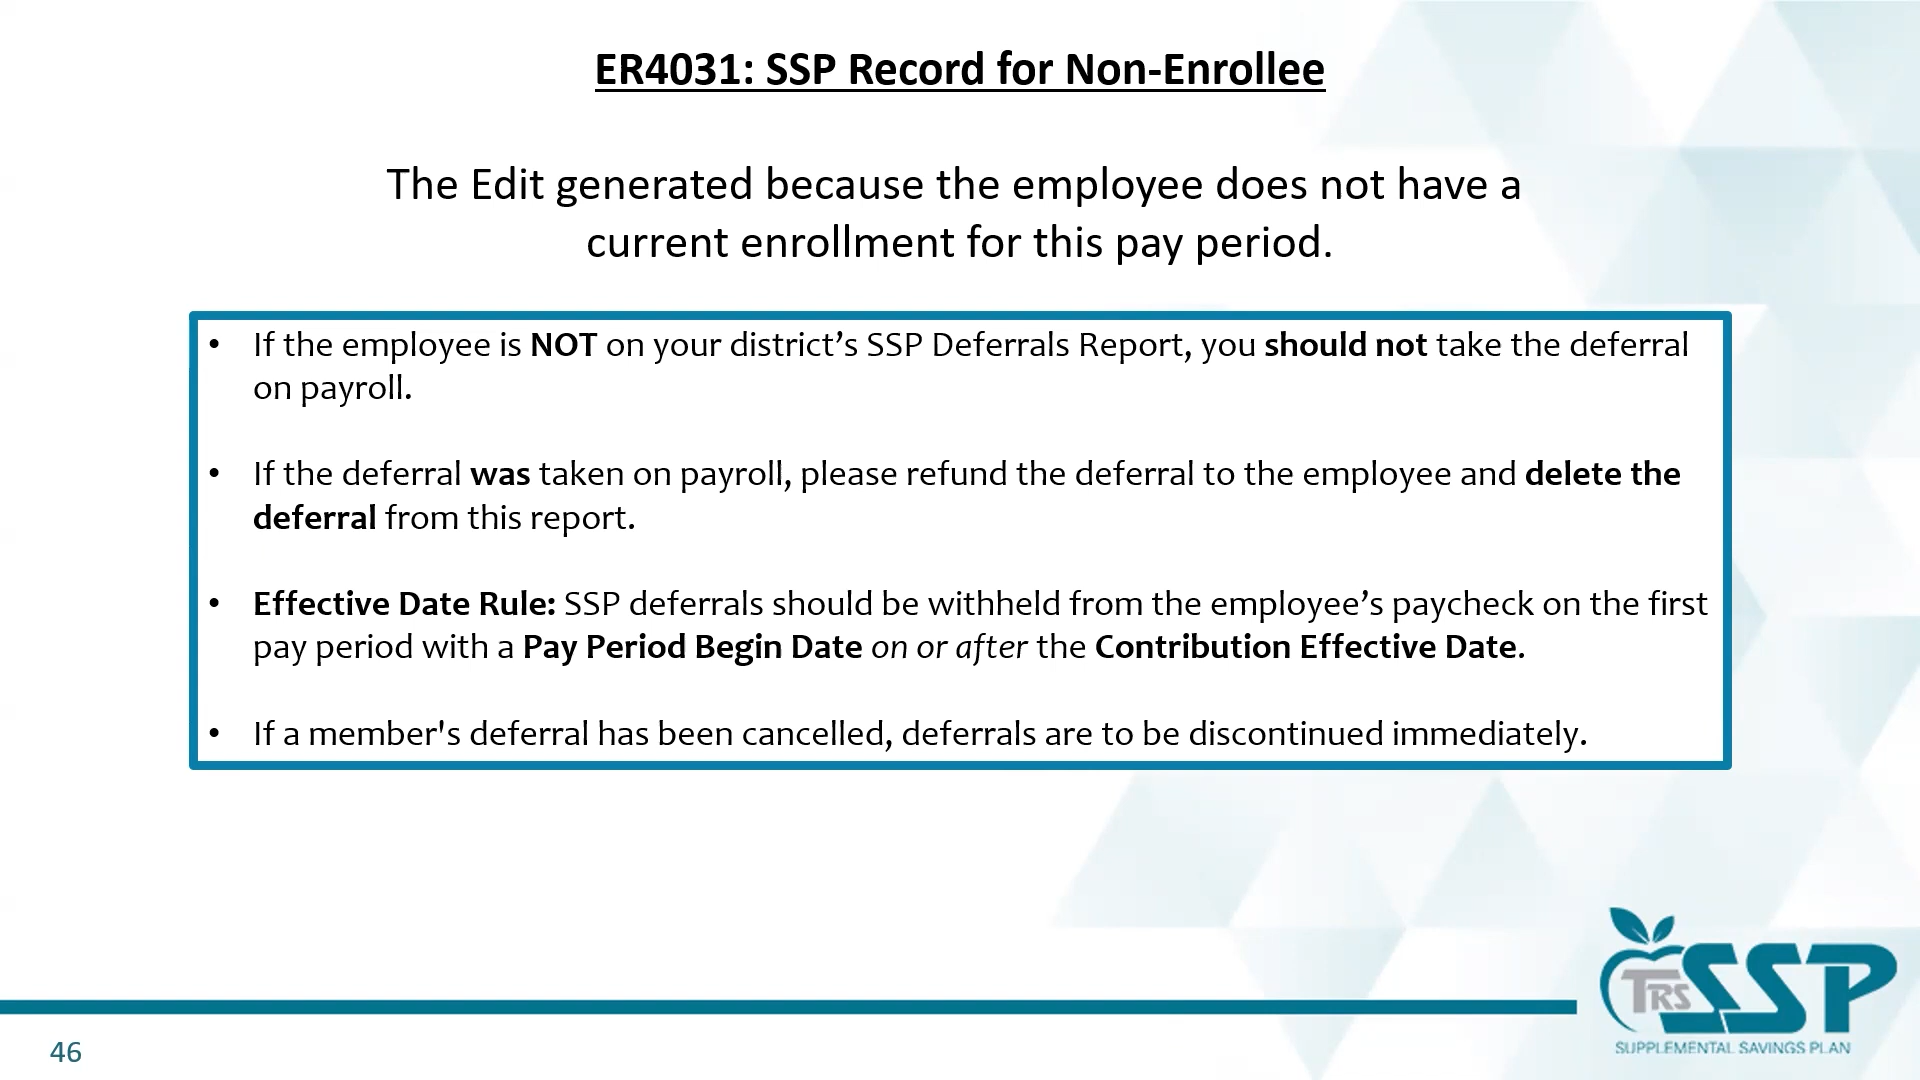 ER4031: SSP Record for Non-Enrollee
The Edit generated because the employee does not have a
current enrollment for this pay period.
• If the employee is NOT on your district’s SSP Deferrals Report, you should not take the deferral
on payroll.
• If the deferral was taken on payroll, please refund the deferral to the employee and delete the
deferral from this report.
• Effective Date Rule: SSP deferrals should be withheld from the employee’s paycheck on the first
pay period with a Pay Period Begin Date on or after the Contribution Effective Date.
• If a member's deferral has been cancelled, deferrals are to be discontinued immediately.
TRS SSP
SUPPLEMENTAL SAVINGS PLAN
46